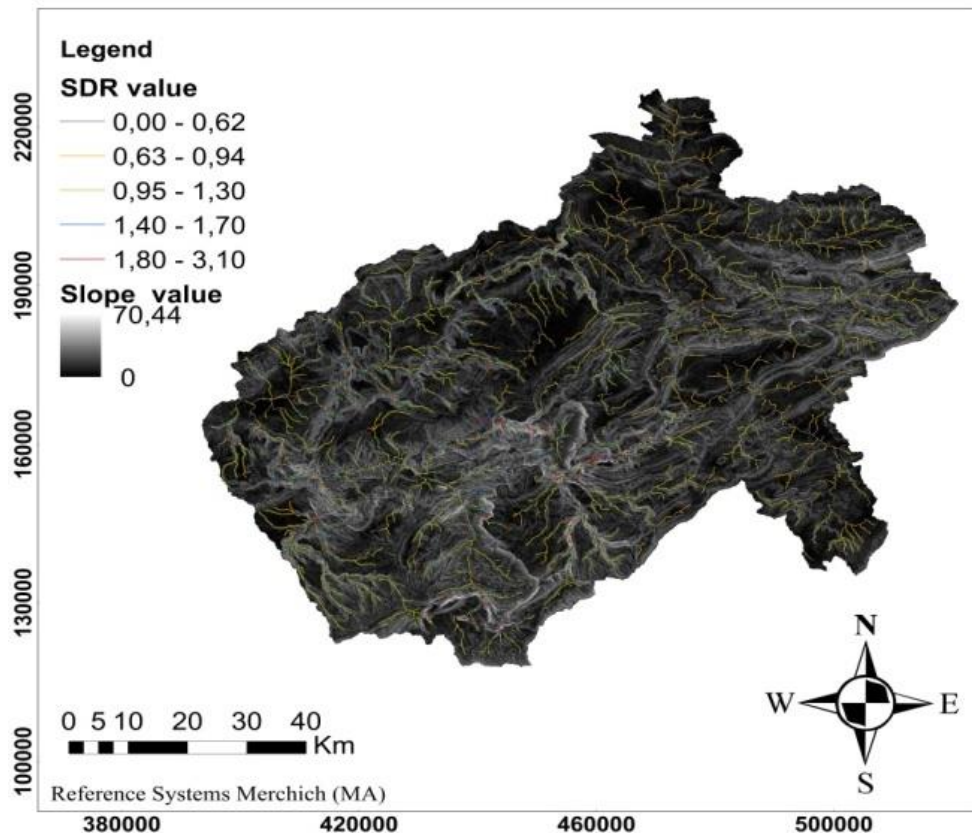 Legend
SDR value
0,00 - 0,62
0,63 - 0,94
0,95 - 1,30
1,40 - 1,70
1,80 - 3,10
Slope value
70,44
0
220000
190000
160000
130000
100000
N
W E
S
0 5 10 20 30 40
Km
Reference Systems Merchich (MA)
380000 420000 460000 500000